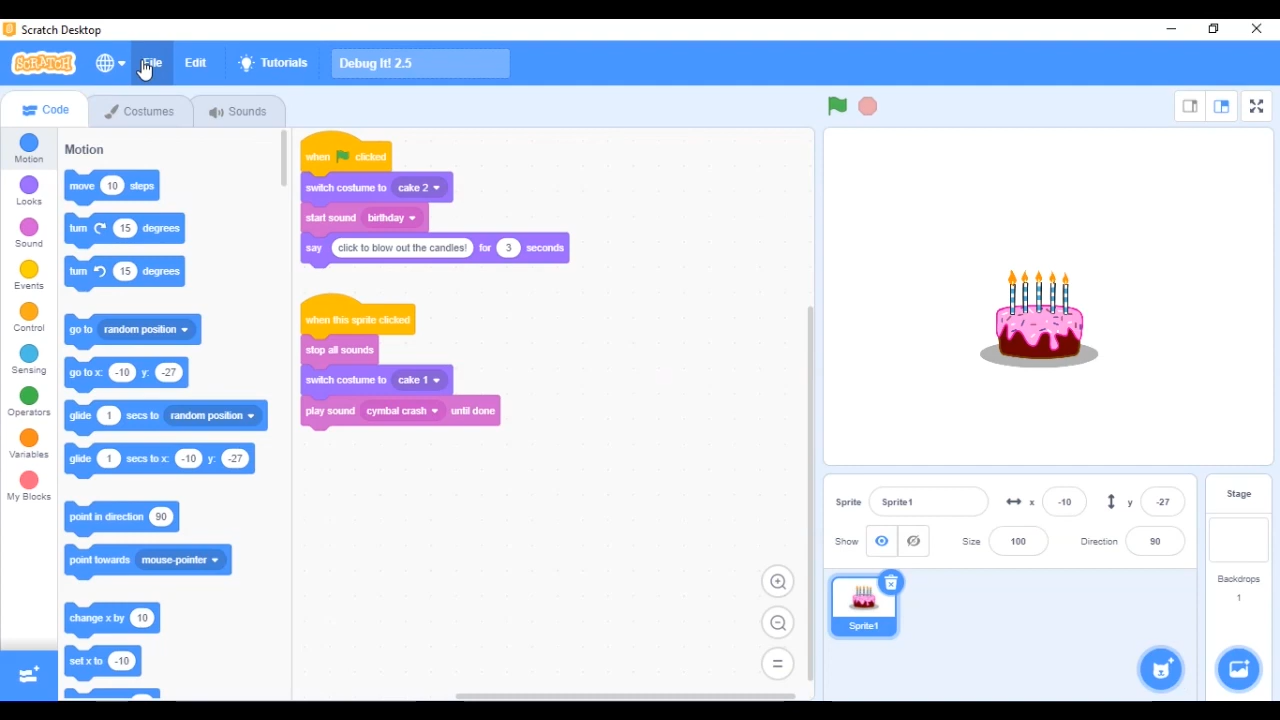 Scratch Desktop
SCRATCH File Edit Tutorials Debug It! 2.5
Code Costumes Sounds
Motion
Looks
Sound
Events
Control
Sensing
Operators
Variables
My Blocks
Motion
move 10 steps
turn 15 degrees
turn 15 degrees
go to random position
go to x: -10 y: -27
glide 1 secs to random position
glide 1 secs to x: -10 y: -27
point in direction 90
point towards mouse-pointer
change x by 10
set x to -10
when clicked
switch costume to cake 2
start sound birthday
say click to blow out the candles! for 3 seconds
when this sprite clicked
stop all sounds
switch costume to cake 1
play sound cymbal crash until done
Sprite Sprite1 x -10 y -27
Show Size 100 Direction 90
Sprite1
Stage
Backdrops
1